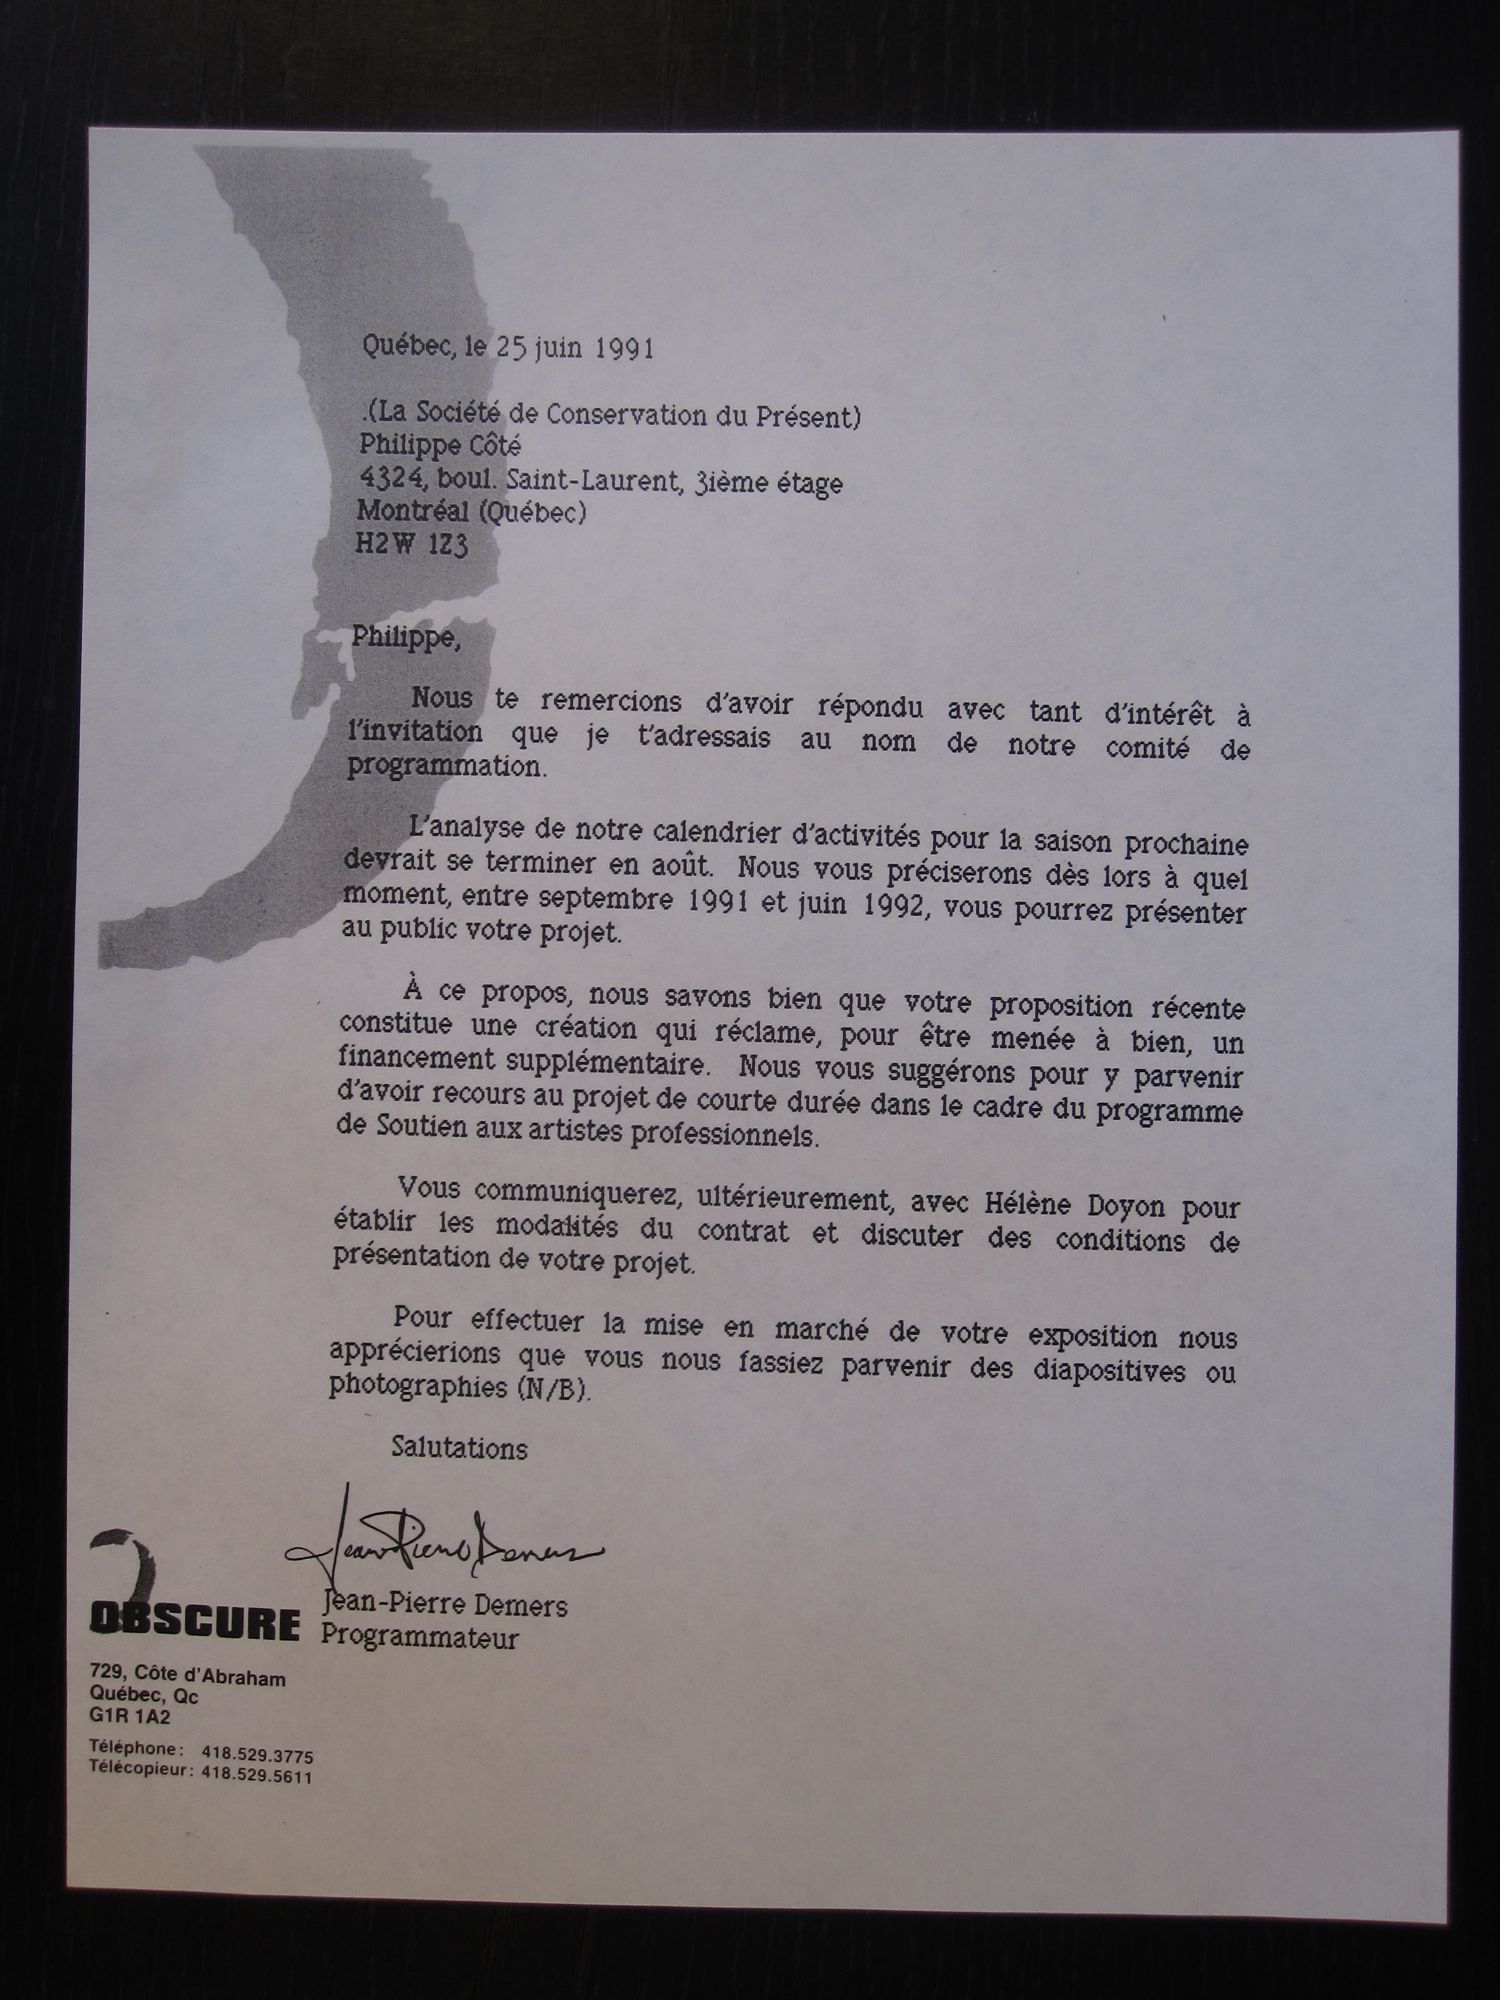 Québec, le 25 juin 1991
.(La Société de Conservation du Présent)
Philippe Côté
4324, boul. Saint-Laurent, 3ième étage
Montréal (Québec)
H2W 1Z3
Philippe,
Nous te remercions d'avoir répondu avec tant d'intérêt à
l'invitation que je t'adressais au nom de notre comité de
programmation.
L'analyse de notre calendrier d'activités pour la saison prochaine
devrait se terminer en août. Nous vous préciserons dès lors à quel
moment, entre septembre 1991 et juin 1992, vous pourrez présenter
au public votre projet.
À ce propos, nous savons bien que votre proposition récente
constitue une création qui réclame, pour être menée à bien, un
financement supplémentaire. Nous vous suggérons pour y parvenir
d'avoir recours au projet de courte durée dans le cadre du programme
de Soutien aux artistes professionnels.
Vous communiquerez, ultérieurement, avec Hélène Doyon pour
établir les modalités du contrat et discuter des conditions de
présentation de votre projet.
Pour effectuer la mise en marché de votre exposition nous
apprécierions que vous nous fassiez parvenir des diapositives ou
photographies (N/B).
Salutations
Jean-Pierre Demers
Jean-Pierre Demers
Programmateur
OBSCURE
729, Côte d'Abraham
Québec, Qc
G1R 1A2
Téléphone: 418.529.3775
Télécopieur: 418.529.5611